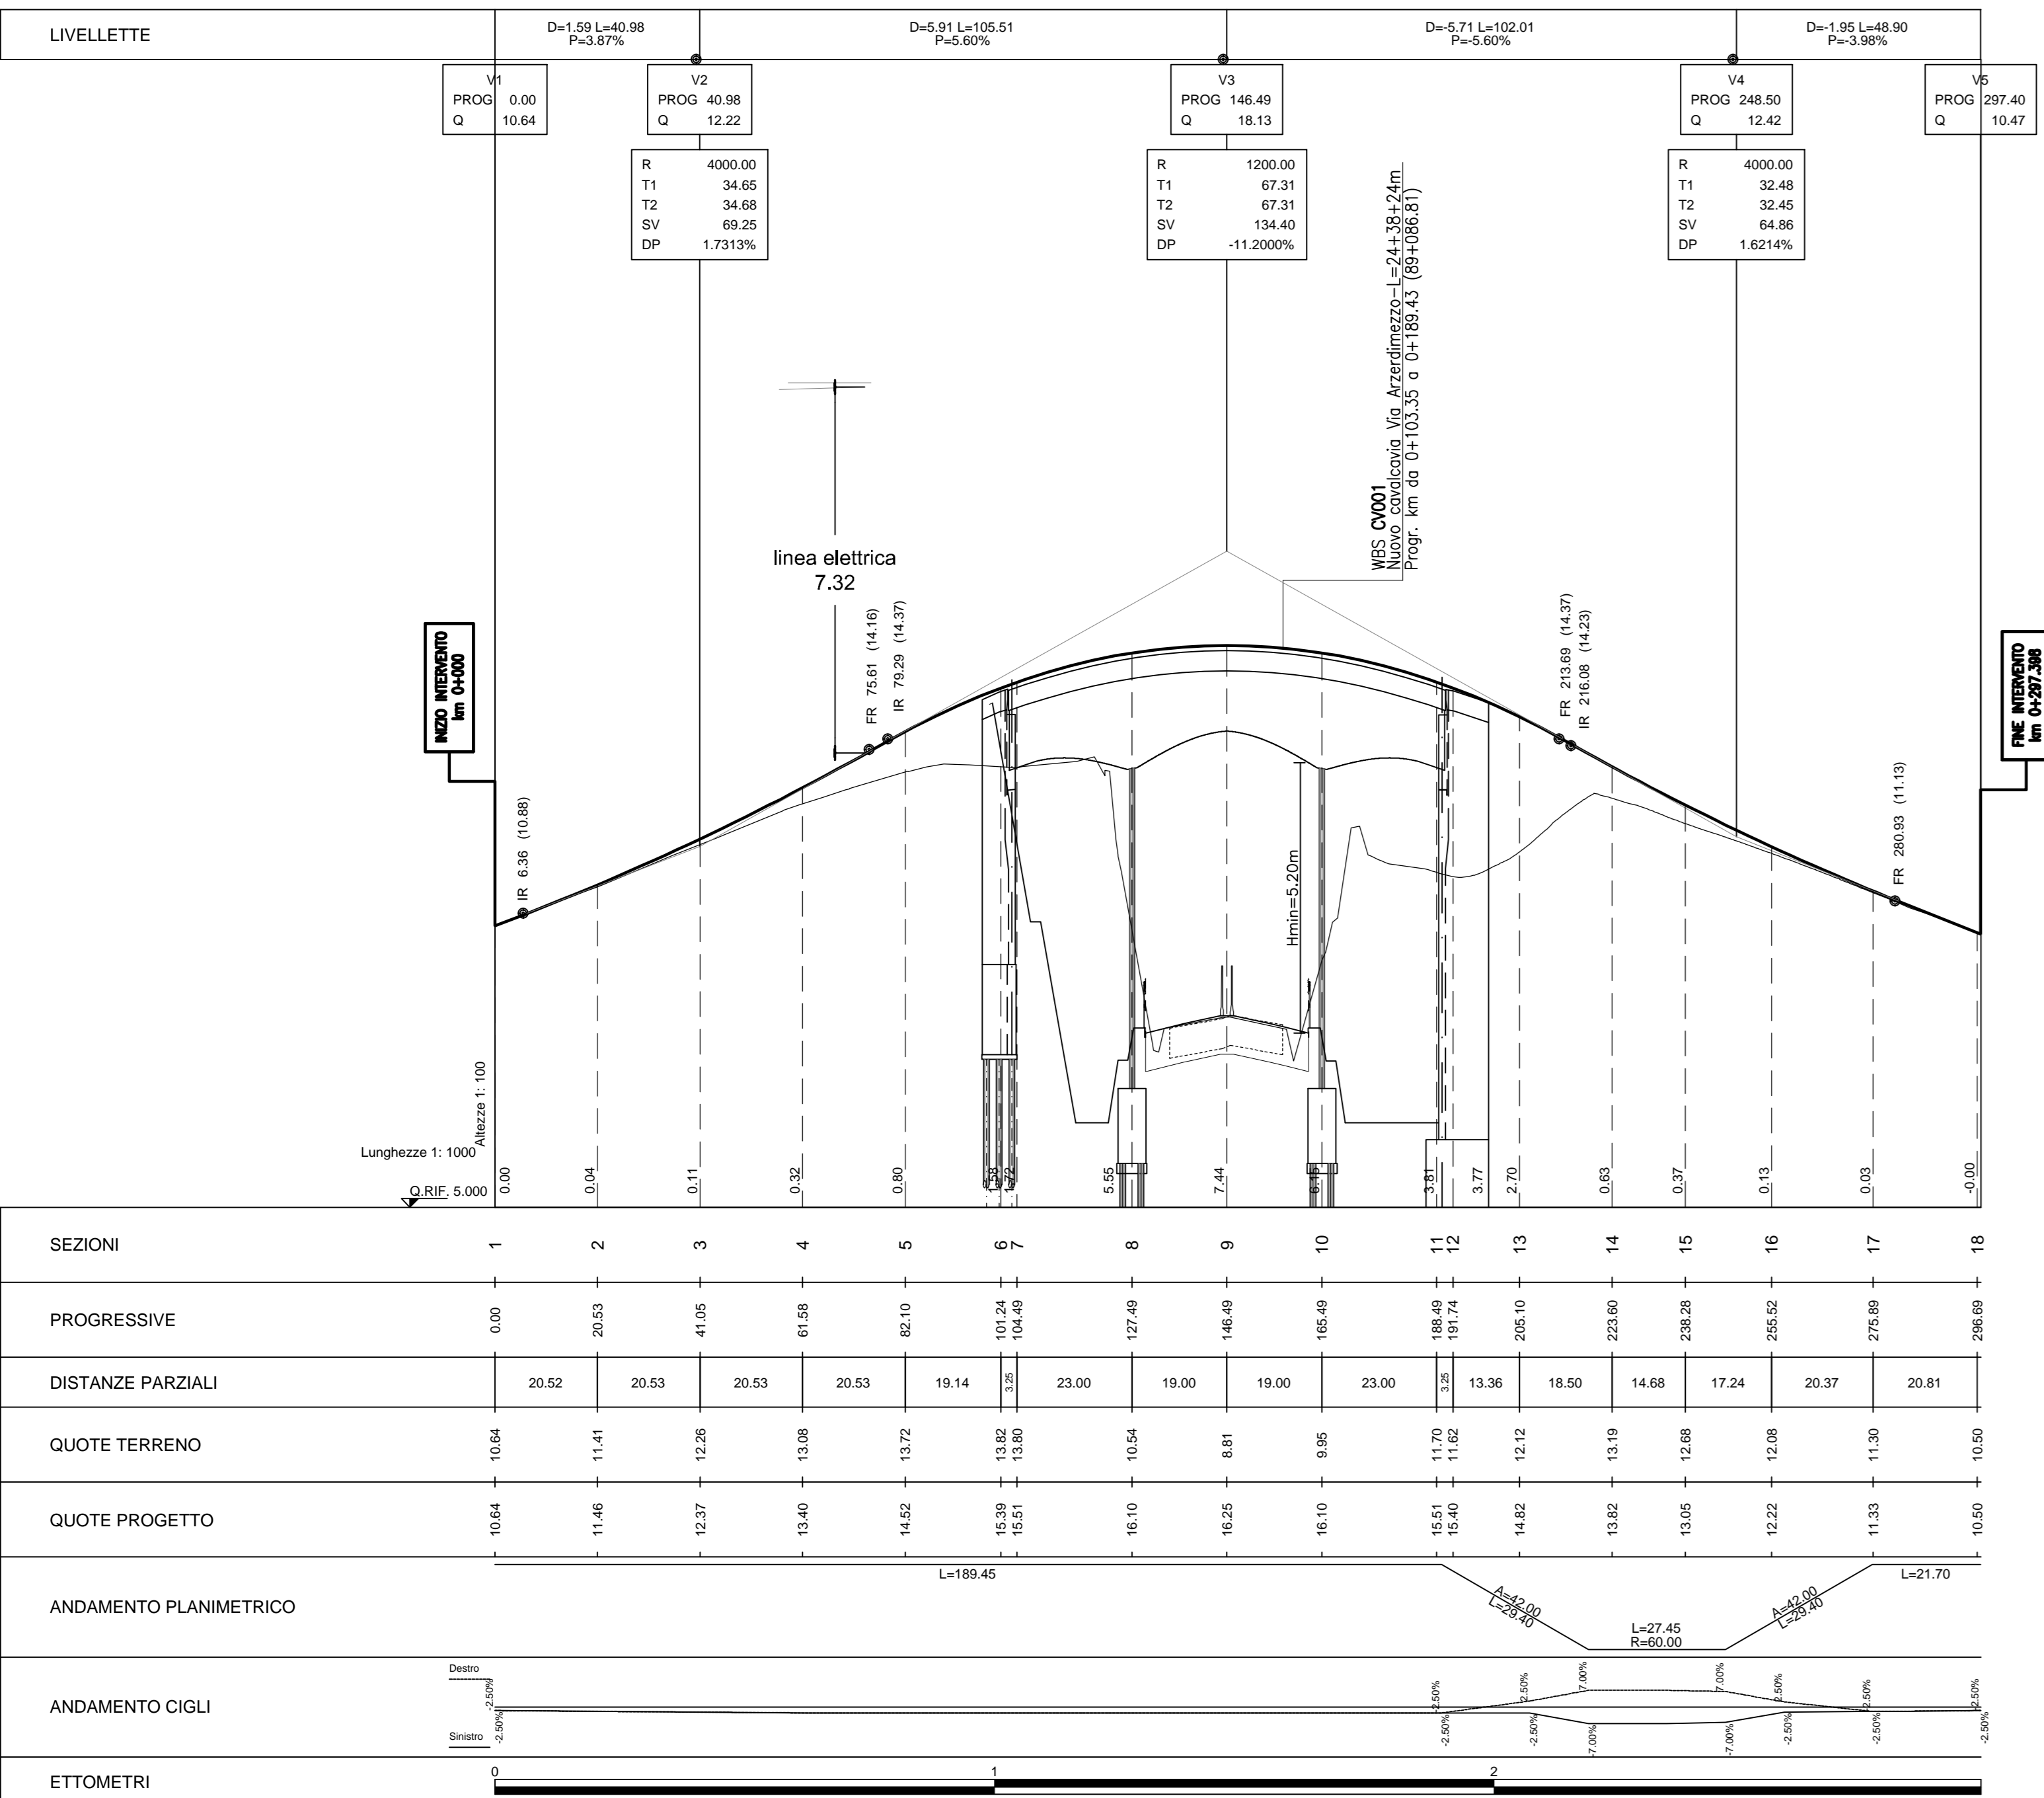 LIVELLETTE
D=1.59 L=40.98
P=3.87%
D=5.91 L=105.51
P=5.60%
D=-5.71 L=102.01
P=-5.60%
D=-1.95 L=48.90
P=-3.98%
V1
PROG 0.00
Q 10.64
V2
PROG 40.98
Q 12.22
V3
PROG 146.49
Q 18.13
V4
PROG 248.50
Q 12.42
V5
PROG 297.40
Q 10.47
R 4000.00
T1 34.65
T2 34.68
SV 69.25
DP 1.7313%
R 1200.00
T1 67.31
T2 67.31
SV 134.40
DP -11.2000%
R 4000.00
T1 32.48
T2 32.45
SV 64.86
DP 1.6214%
WBS CV001
Nuovo cavalcavia Via Arzerdimezzo-L=24+38+24m
Progr. km da 0+103.35 a 0+189.43 (89+086.81)
linea elettrica
7.32
INIZIO INTERVENTO
km 0+000
FINE INTERVENTO
km 0+297.398
IR 6.36 (10.88)
FR 75.61 (14.16)
IR 79.29 (14.37)
FR 213.69 (14.37)
IR 216.08 (14.23)
FR 280.93 (11.13)
Hmin=5.20m
Altezze 1: 100
Lunghezze 1: 1000
Q.RIF. 5.000
0.00 0.04 0.11 0.32 0.80 1.58 1.72 5.55 7.44 6.15 3.81 3.77 2.70 0.63 0.37 0.13 0.03 -0.00
SEZIONI
1 2 3 4 5 6 7 8 9 10 11 12 13 14 15 16 17 18
PROGRESSIVE
0.00 20.53 41.05 61.58 82.10 101.24 104.49 127.49 146.49 165.49 188.49 191.74 205.10 223.60 238.28 255.52 275.89 296.69
DISTANZE PARZIALI
20.52 20.53 20.53 20.53 19.14 3.25 23.00 19.00 19.00 23.00 3.25 13.36 18.50 14.68 17.24 20.37 20.81
QUOTE TERRENO
10.64 11.41 12.26 13.08 13.72 13.82 13.80 10.54 8.81 9.95 11.70 11.62 12.12 13.19 12.68 12.08 11.30 10.50
QUOTE PROGETTO
10.64 11.46 12.37 13.40 14.52 15.39 15.51 16.10 16.25 16.10 15.51 15.40 14.82 13.82 13.05 12.22 11.33 10.50
ANDAMENTO PLANIMETRICO
L=189.45
A=42.00
L=29.40
L=27.45
R=60.00
A=42.00
L=29.40
L=21.70
ANDAMENTO CIGLI
Destro
-2.50% -2.50% 2.50% 7.00% 7.00% 2.50% -2.50% -2.50%
Sinistro
-2.50% -2.50% -2.50% -7.00% -7.00% -2.50% -2.50% -2.50%
ETTOMETRI
0 1 2